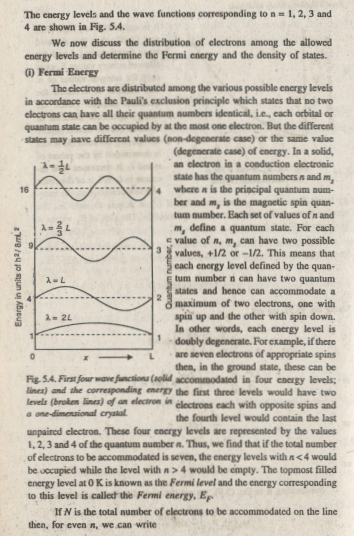 The energy levels and the wave functions corresponding to n = 1, 2, 3 and
4 are shown in Fig. 5.4.
We now discuss the distribution of electrons among the allowed
energy levels and determine the Fermi energy and the density of states.
(i) Fermi Energy
The electrons are distributed among the various possible energy levels
in accordance with the Pauli's exclusion principle which states that no two
electrons can have all their quantum numbers identical, i.e., each orbital or
quantum state can be occupied by at the most one electron. But the different
states may have different values (non-degenerate case) or the same value
(degenerate case) of energy. In a solid,
an electron in a conduction electronic
state has the quantum numbers n and mₛ
where n is the principal quantum num-
ber and mₛ is the magnetic spin quan-
tum number. Each set of values of n and
mₛ define a quantum state. For each
value of n, mₛ can have two possible
values, +1/2 or –1/2. This means that
each energy level defined by the quan-
tum number n can have two quantum
states and hence can accommodate a
maximum of two electrons, one with
spin up and the other with spin down.
In other words, each energy level is
doubly degenerate. For example, if there
are seven electrons of appropriate spins
then, in the ground state, these can be
accommodated in four energy levels;
the first three levels would have two
electrons each with opposite spins and
the fourth level would contain the last
Energy in units of h²/8mL²
16
9
4
1
0
λ = ½L
λ = ⅔ L
λ = L
λ = 2L
4
3
2
1
Quantum number, n
x
L
Fig. 5.4. First four wave functions (solid
lines) and the corresponding energy
levels (broken lines) of an electron in
a one-dimensional crystal.
unpaired electron. These four energy levels are represented by the values
1, 2, 3 and 4 of the quantum number n. Thus, we find that if the total number
of electrons to be accommodated is seven, the energy levels with n < 4 would
be occupied while the level with n > 4 would be empty. The topmost filled
energy level at 0 K is known as the Fermi level and the energy corresponding
to this level is called the Fermi energy, E_F.
If N is the total number of electrons to be accommodated on the line
then, for even n, we can write